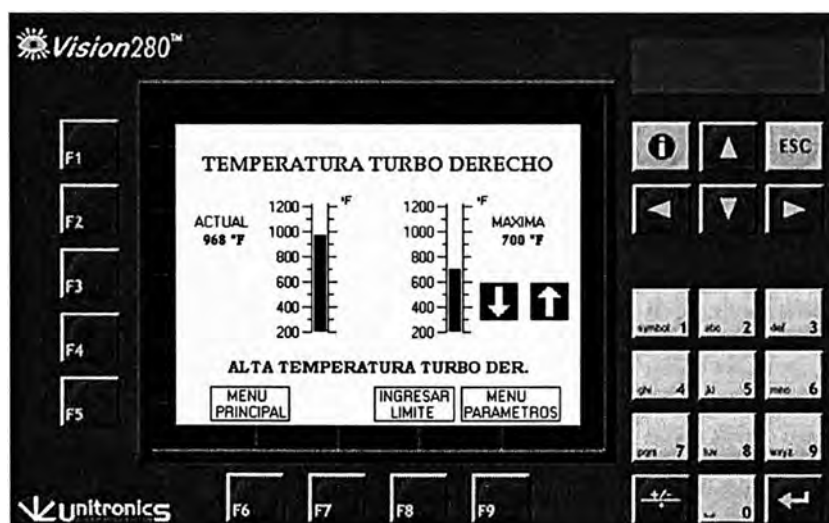 Vision280™
F1
F2
F3
F4
F5
TEMPERATURA TURBO DERECHO
ACTUAL
968 °F
1200
1000
800
600
400
200
°F
1200
1000
800
600
400
200
°F
MAXIMA
700 °F
ALTA TEMPERATURA TURBO DER.
MENU
PRINCIPAL
INGRESAR
LIMITE
MENU
PARAMETROS
F6
F7
F8
F9
Unitronics
i
ESC
symbol 1
abc 2
def 3
ghi 4
jkl 5
mno 6
pqrs 7
tuv 8
wxyz 9
+/-
0